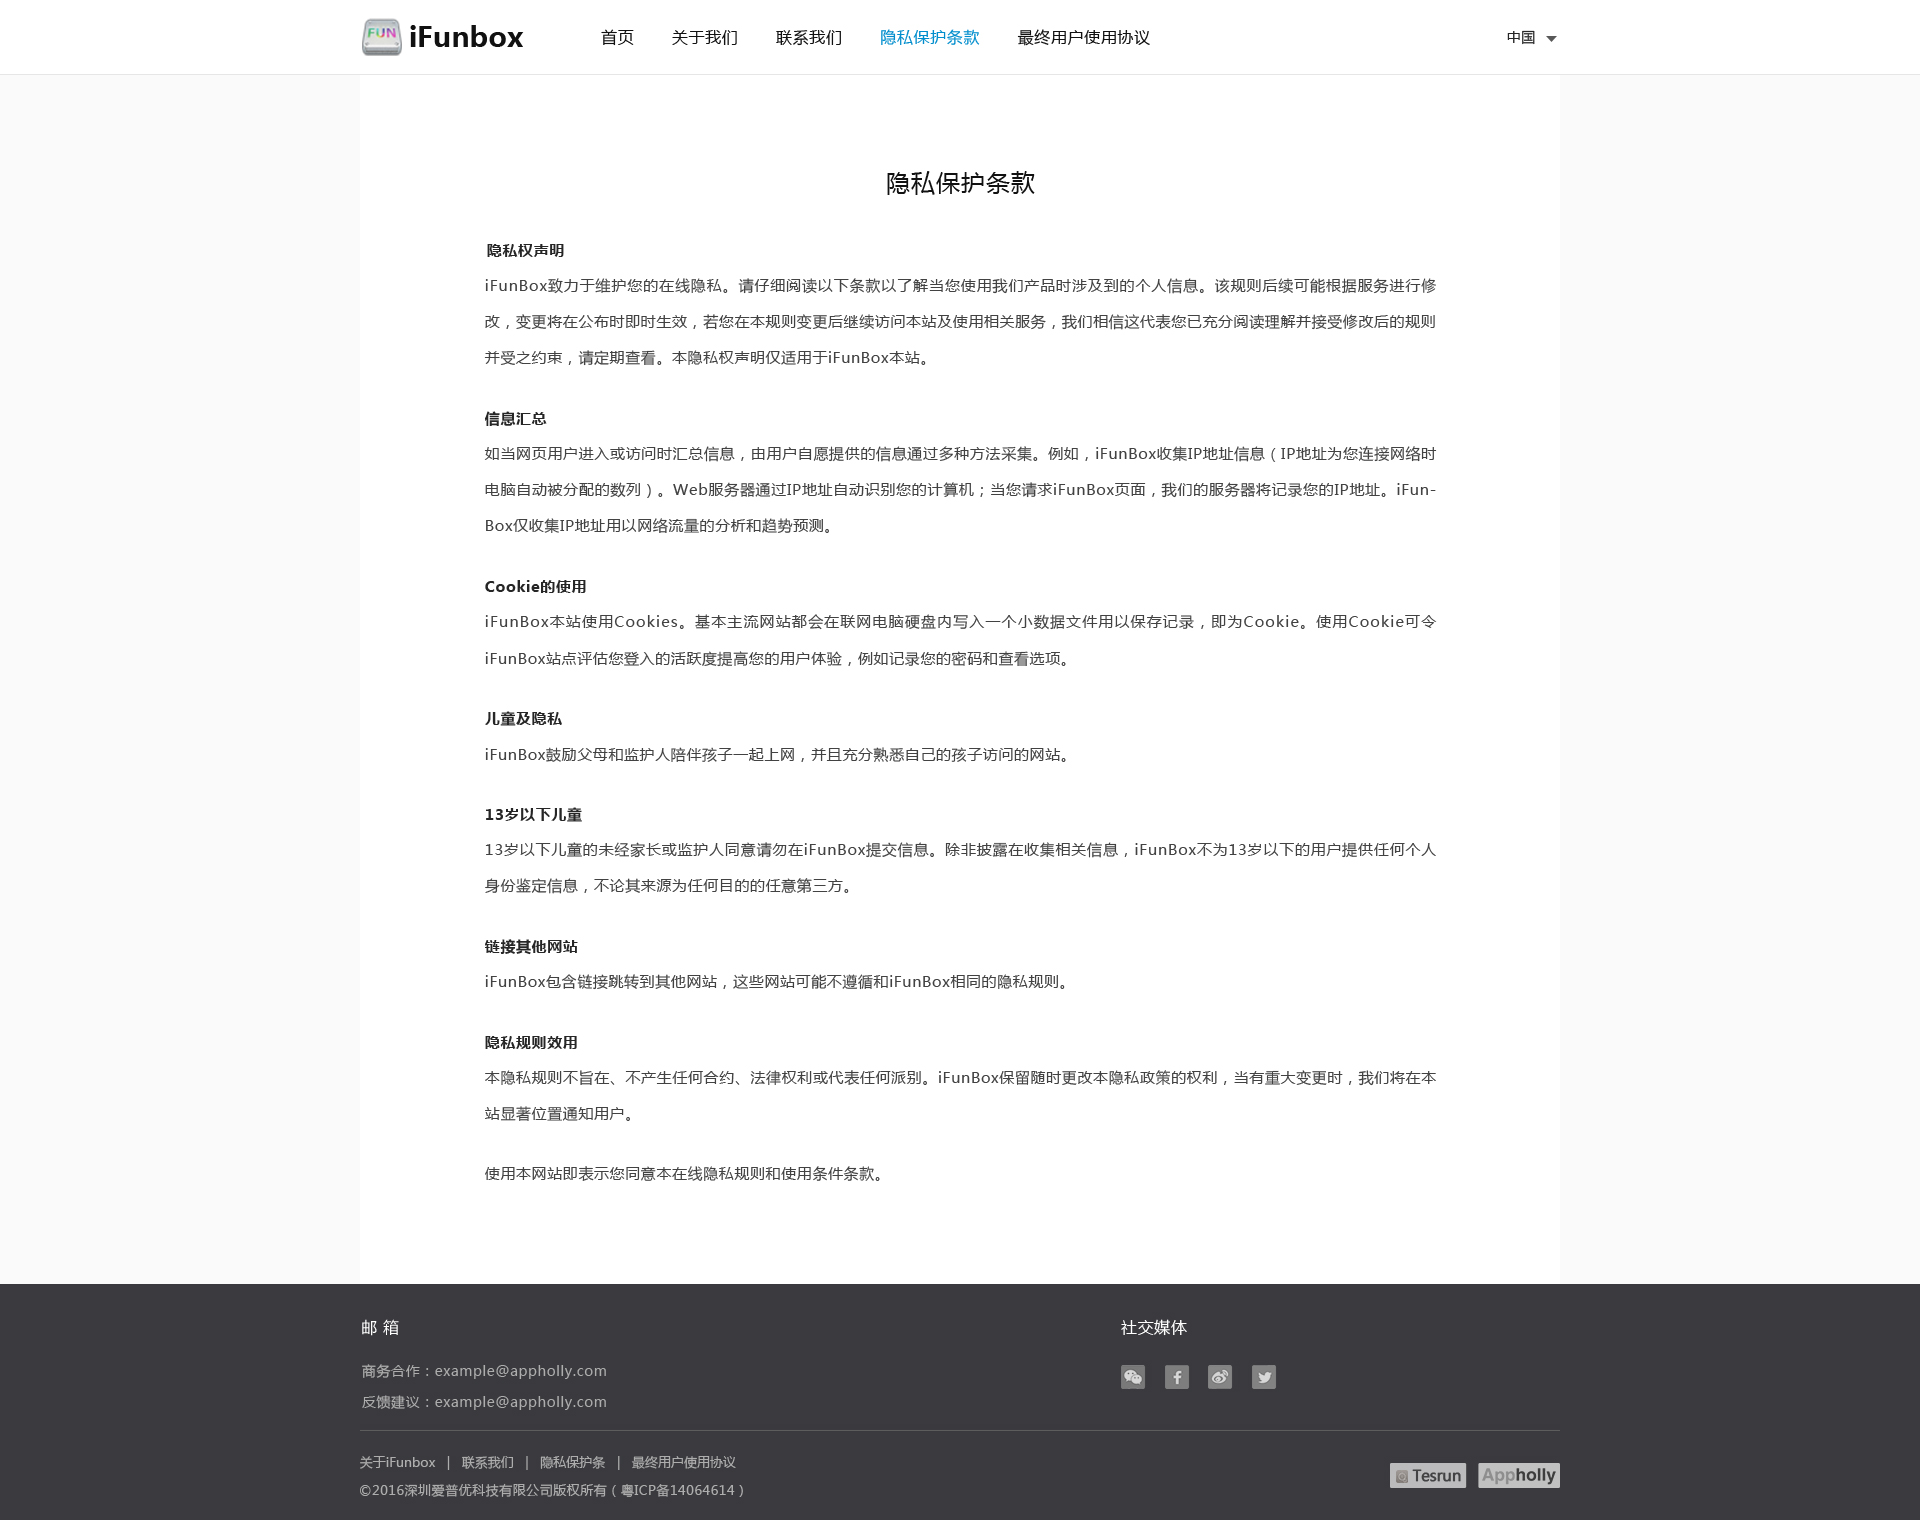 FUN iFunbox 首页 关于我们 联系我们 隐私保护条款 最终用户使用协议 中国
隐私保护条款
隐私权声明
iFunBox致力于维护您的在线隐私。请仔细阅读以下条款以了解当您使用我们产品时涉及到的个人信息。该规则后续可能根据服务进行修
改，变更将在公布时即时生效，若您在本规则变更后继续访问本站及使用相关服务，我们相信这代表您已充分阅读理解并接受修改后的规则
并受之约束，请定期查看。本隐私权声明仅适用于iFunBox本站。
信息汇总
如当网页用户进入或访问时汇总信息，由用户自愿提供的信息通过多种方法采集。例如，iFunBox收集IP地址信息（IP地址为您连接网络时
电脑自动被分配的数列）。Web服务器通过IP地址自动识别您的计算机；当您请求iFunBox页面，我们的服务器将记录您的IP地址。iFun-
Box仅收集IP地址用以网络流量的分析和趋势预测。
Cookie的使用
iFunBox本站使用Cookies。基本主流网站都会在联网电脑硬盘内写入一个小数据文件用以保存记录，即为Cookie。使用Cookie可令
iFunBox站点评估您登入的活跃度提高您的用户体验，例如记录您的密码和查看选项。
儿童及隐私
iFunBox鼓励父母和监护人陪伴孩子一起上网，并且充分熟悉自己的孩子访问的网站。
13岁以下儿童
13岁以下儿童的未经家长或监护人同意请勿在iFunBox提交信息。除非披露在收集相关信息，iFunBox不为13岁以下的用户提供任何个人
身份鉴定信息，不论其来源为任何目的的任意第三方。
链接其他网站
iFunBox包含链接跳转到其他网站，这些网站可能不遵循和iFunBox相同的隐私规则。
隐私规则效用
本隐私规则不旨在、不产生任何合约、法律权利或代表任何派别。iFunBox保留随时更改本隐私政策的权利，当有重大变更时，我们将在本
站显著位置通知用户。
使用本网站即表示您同意本在线隐私规则和使用条件条款。
邮 箱 社交媒体
商务合作：example@appholly.com
反馈建议：example@appholly.com
关于iFunbox | 联系我们 | 隐私保护条 | 最终用户使用协议
©2016深圳爱普优科技有限公司版权所有（粤ICP备14064614）
Tesrun Appholly